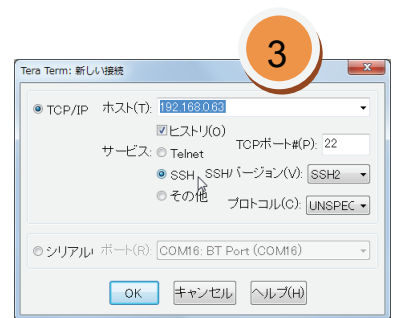 3
Tera Term: 新しい接続
TCP/IP ホスト(T): 192.168.0.63
ヒストリ(O)
サービス: Telnet TCPポート#(P): 22
SSH SSHバージョン(V): SSH2
その他 プロトコル(C): UNSPEC
シリアル ポート(R): COM16: BT Port (COM16)
OK キャンセル ヘルプ(H)